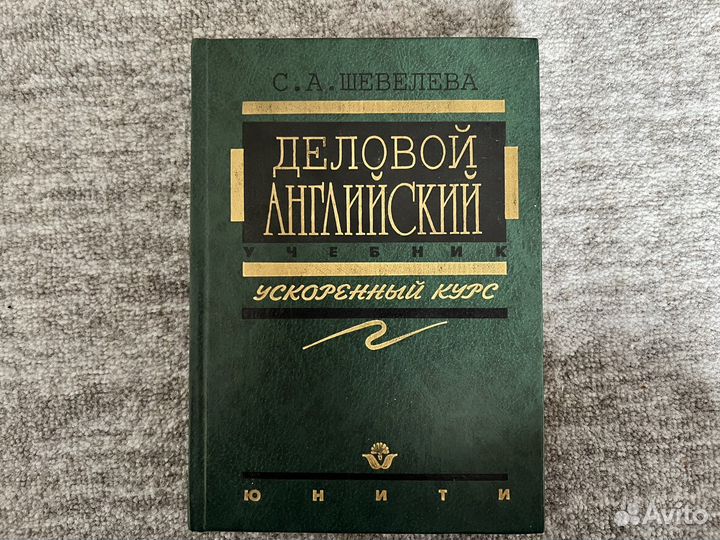 С.А.ШЕВЕЛЕВА
ДЕЛОВОЙ
АНГЛИЙСКИЙ
УЧЕБНИК
УСКОРЕННЫЙ КУРС
ЮНИТИ
Avito